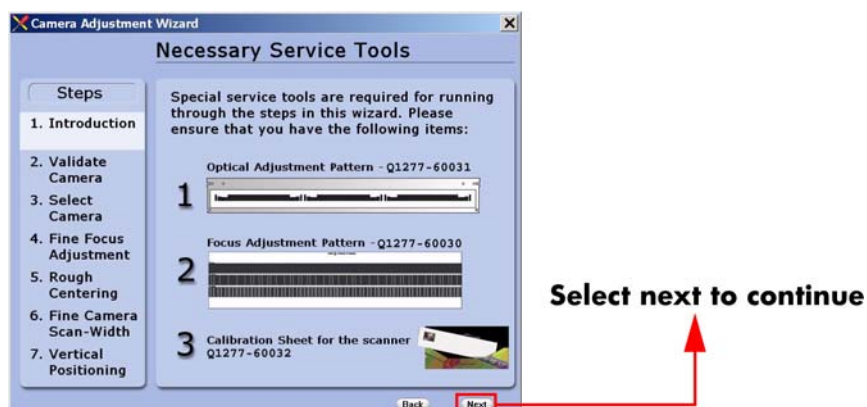 Camera Adjustment Wizard
Necessary Service Tools
Steps
1. Introduction
2. Validate
Camera
3. Select
Camera
4. Fine Focus
Adjustment
5. Rough
Centering
6. Fine Camera
Scan-Width
7. Vertical
Positioning
Special service tools are required for running
through the steps in this wizard. Please
ensure that you have the following items:
Optical Adjustment Pattern - Q1277-60031
1
Focus Adjustment Pattern - Q1277-60030
2
3
Calibration Sheet for the scanner
Q1277-60032
Back
Next
Select next to continue